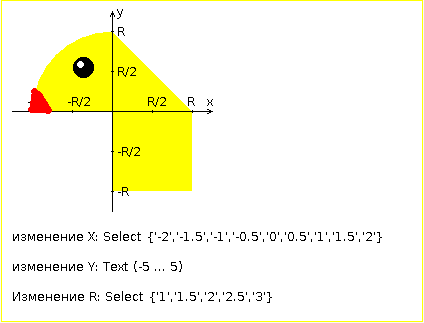 y
R
R/2
-R/2 R/2 R x
-R/2
-R
изменение X: Select {'-2','-1.5','-1','-0.5','0','0.5','1','1.5','2'}
изменение Y: Text (-5 ... 5)
Изменение R: Select {'1','1.5','2','2.5','3'}